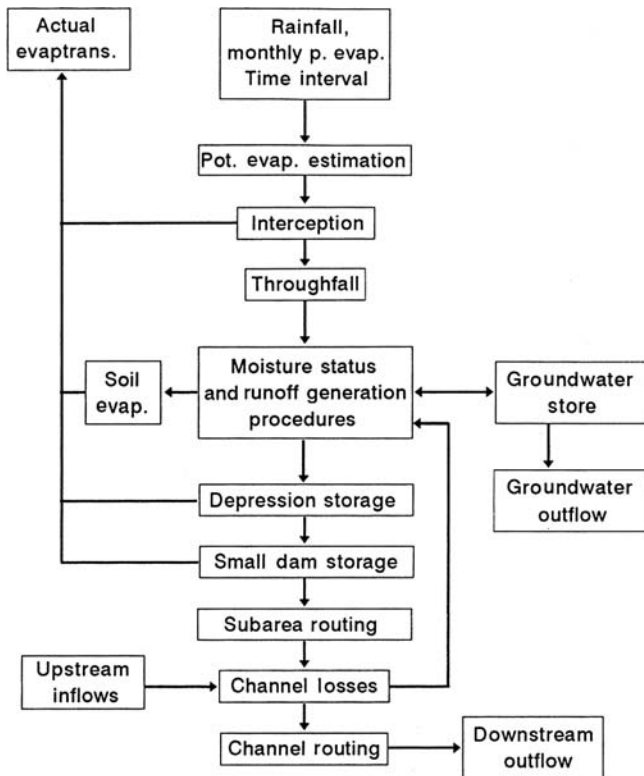 Actual
evaptrans.
Rainfall,
monthly p. evap.
Time interval
Pot. evap. estimation
Interception
Throughfall
Soil
evap.
Moisture status
and runoff generation
procedures
Groundwater
store
Depression storage
Groundwater
outflow
Small dam storage
Subarea routing
Upstream
inflows
Channel losses
Channel routing
Downstream
outflow